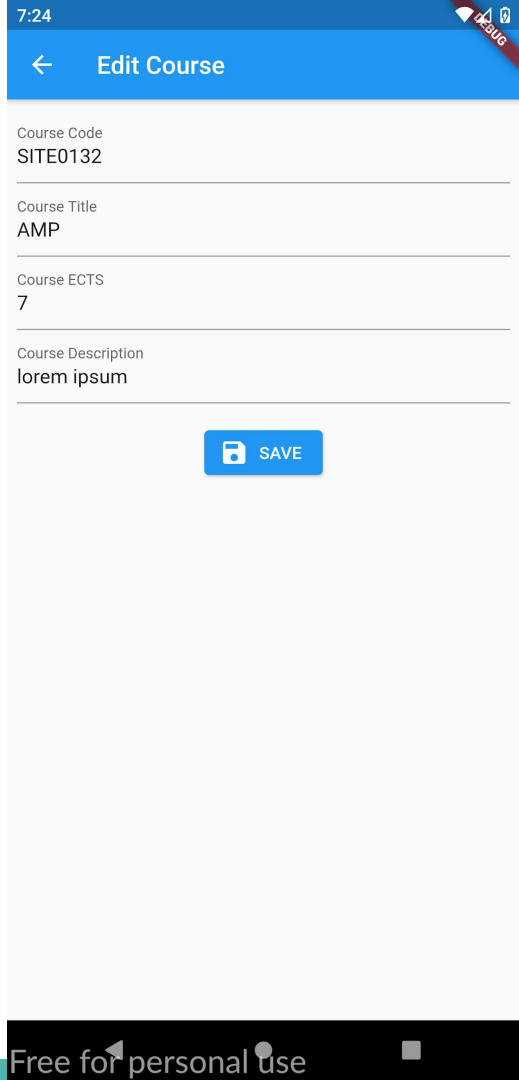 7:24
DEBUG
Edit Course
Course Code
SITE0132
Course Title
AMP
Course ECTS
7
Course Description
lorem ipsum
SAVE
Free for personal use